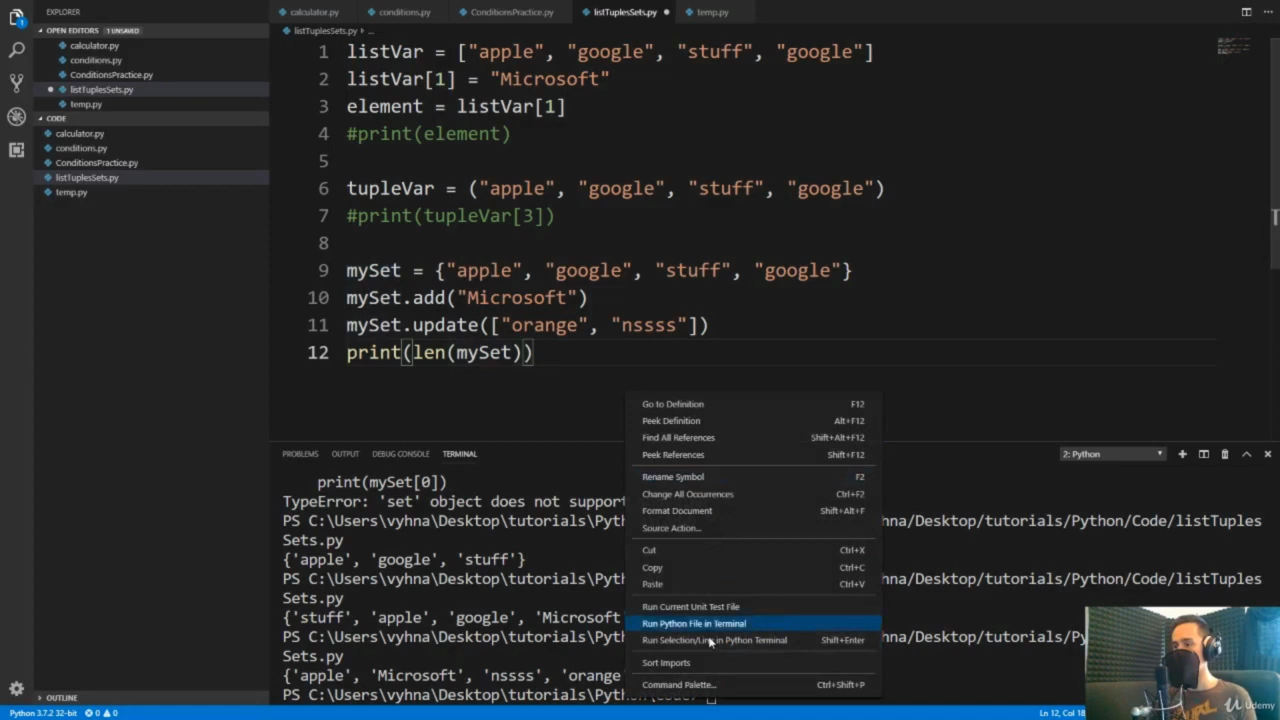 EXPLORER
calculator.py
conditions.py
ConditionsPractice.py
listTuplesSets.py
temp.py
OPEN EDITORS 1 UNSAVED
calculator.py
conditions.py
ConditionsPractice.py
listTuplesSets.py
temp.py
CODE
calculator.py
conditions.py
ConditionsPractice.py
listTuplesSets.py
temp.py
OUTLINE
listTuplesSets.py › ...
1 listVar = ["apple", "google", "stuff", "google"]
2 listVar[1] = "Microsoft"
3 element = listVar[1]
4 #print(element)
5
6 tupleVar = ("apple", "google", "stuff", "google")
7 #print(tupleVar[3])
8
9 mySet = {"apple", "google", "stuff", "google"}
10 mySet.add("Microsoft")
11 mySet.update(["orange", "nssss"])
12 print(len(mySet))
Go to Definition F12
Peek Definition Alt+F12
Find All References Shift+Alt+F12
Peek References Shift+F12
Rename Symbol F2
Change All Occurrences Ctrl+F2
Format Document Shift+Alt+F
Source Action...
Cut Ctrl+X
Copy Ctrl+C
Paste Ctrl+V
Run Current Unit Test File
Run Python File in Terminal
Run Selection/Line in Python Terminal Shift+Enter
Sort Imports
Command Palette... Ctrl+Shift+P
PROBLEMS OUTPUT DEBUG CONSOLE TERMINAL 2: Python
print(mySet[0])
TypeError: 'set' object does not suppor
PS C:\Users\vyhna\Desktop\tutorials\Pyth hna/Desktop/tutorials/Python/Code/listTuples
Sets.py
{'apple', 'google', 'stuff'}
PS C:\Users\vyhna\Desktop\tutorials\Pyth hna/Desktop/tutorials/Python/Code/listTuples
Sets.py
{'stuff', 'apple', 'google', 'Microsoft
PS C:\Users\vyhna\Desktop\tutorials\Pyth hna/Desktop/tutorials/Python/Code/listTuples
Sets.py
{'apple', 'Microsoft', 'nssss', 'orange'
PS C:\Users\vyhna\Desktop\tutorials\Python\Code>
Python 3.7.2 32-bit 0 0 Ln 12, Col 18
Udemy